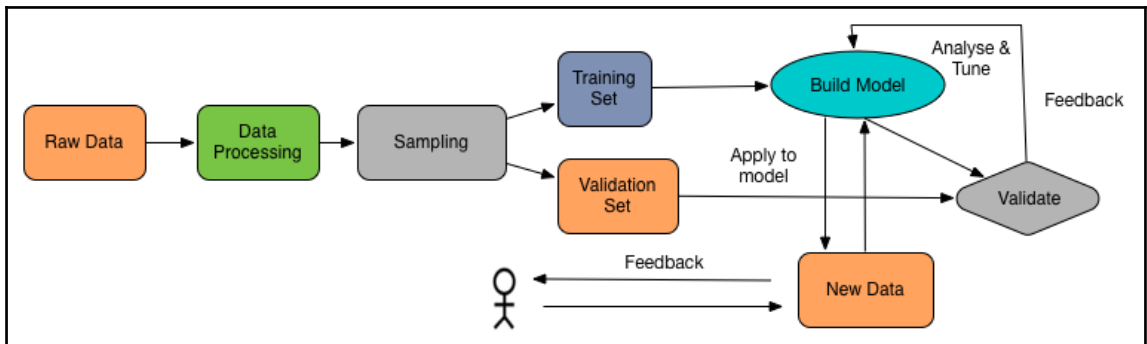 Raw Data
Data
Processing
Sampling
Training
Set
Validation
Set
Build Model
Analyse &
Tune
Feedback
Apply to
model
Validate
Feedback
New Data